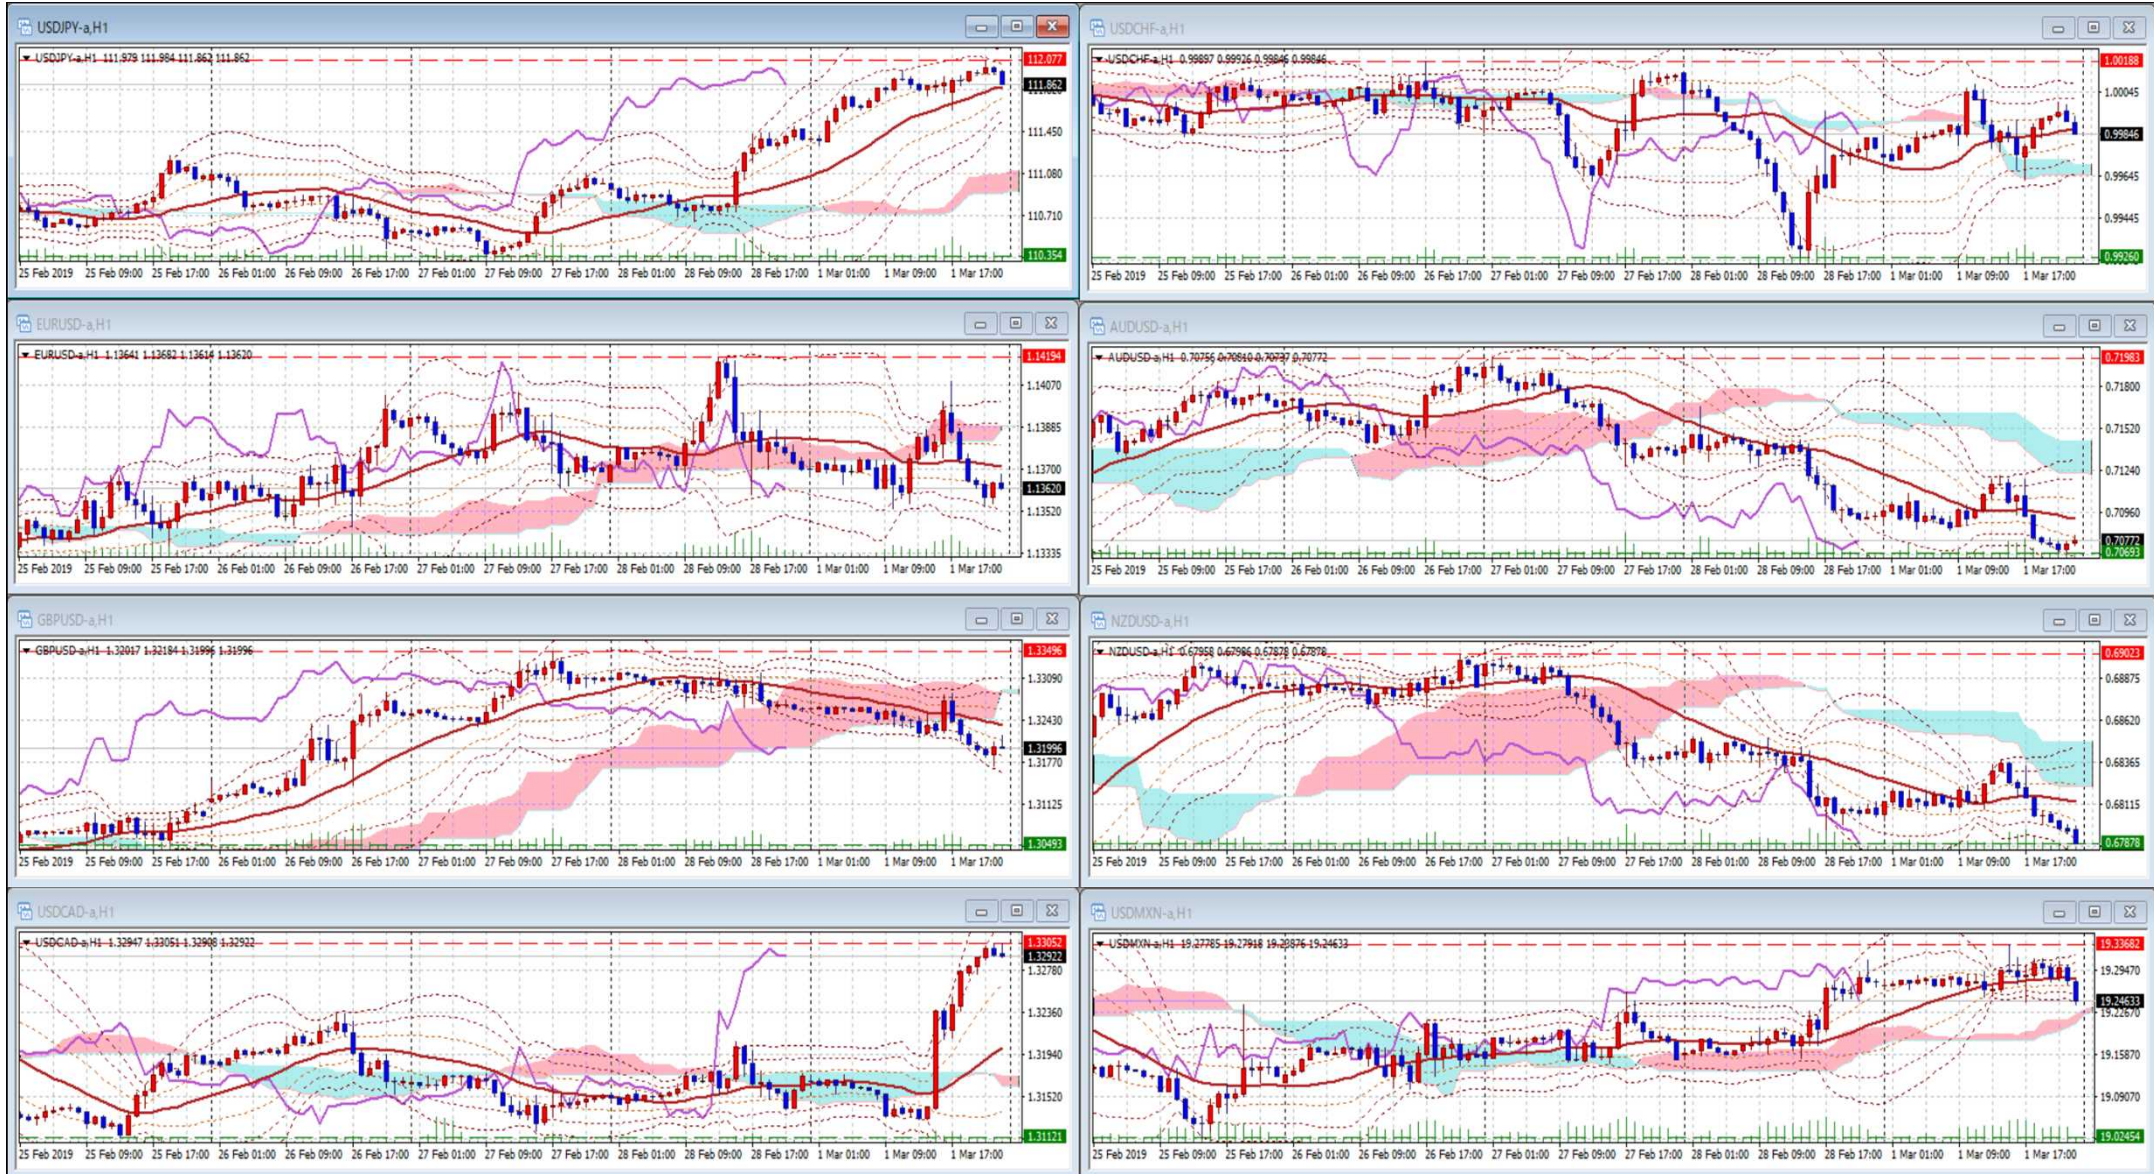 USDJPY-a,H1
USDJPY-a,H1 111.979 111.984 111.862 111.862
112.077
111.862
111.450
111.080
110.710
110.354
25 Feb 2019 25 Feb 09:00 25 Feb 17:00 26 Feb 01:00 26 Feb 09:00 26 Feb 17:00 27 Feb 01:00 27 Feb 09:00 27 Feb 17:00 28 Feb 01:00 28 Feb 09:00 28 Feb 17:00 1 Mar 01:00 1 Mar 09:00 1 Mar 17:00
USDCHF-a,H1
USDCHF-a,H1 0.99897 0.99926 0.99846 0.99846
1.00188
1.00045
0.99846
0.99645
0.99445
0.99260
25 Feb 2019 25 Feb 09:00 25 Feb 17:00 26 Feb 01:00 26 Feb 09:00 26 Feb 17:00 27 Feb 01:00 27 Feb 09:00 27 Feb 17:00 28 Feb 01:00 28 Feb 09:00 28 Feb 17:00 1 Mar 01:00 1 Mar 09:00 1 Mar 17:00
EURUSD-a,H1
EURUSD-a,H1 1.13641 1.13682 1.13614 1.13620
1.14194
1.14070
1.13885
1.13700
1.13620
1.13520
1.13335
25 Feb 2019 25 Feb 09:00 25 Feb 17:00 26 Feb 01:00 26 Feb 09:00 26 Feb 17:00 27 Feb 01:00 27 Feb 09:00 27 Feb 17:00 28 Feb 01:00 28 Feb 09:00 28 Feb 17:00 1 Mar 01:00 1 Mar 09:00 1 Mar 17:00
AUDUSD-a,H1
AUDUSD-a,H1 0.70756 0.70810 0.70737 0.70772
0.71983
0.71800
0.71520
0.71240
0.70960
0.70772
0.70693
25 Feb 2019 25 Feb 09:00 25 Feb 17:00 26 Feb 01:00 26 Feb 09:00 26 Feb 17:00 27 Feb 01:00 27 Feb 09:00 27 Feb 17:00 28 Feb 01:00 28 Feb 09:00 28 Feb 17:00 1 Mar 01:00 1 Mar 09:00 1 Mar 17:00
GBPUSD-a,H1
GBPUSD-a,H1 1.32017 1.32184 1.31996 1.31996
1.33496
1.33090
1.32430
1.31996
1.31770
1.31125
1.30493
25 Feb 2019 25 Feb 09:00 25 Feb 17:00 26 Feb 01:00 26 Feb 09:00 26 Feb 17:00 27 Feb 01:00 27 Feb 09:00 27 Feb 17:00 28 Feb 01:00 28 Feb 09:00 28 Feb 17:00 1 Mar 01:00 1 Mar 09:00 1 Mar 17:00
NZDUSD-a,H1
NZDUSD-a,H1 0.67958 0.67986 0.67878 0.67878
0.69023
0.68875
0.68620
0.68365
0.68115
0.67878
25 Feb 2019 25 Feb 09:00 25 Feb 17:00 26 Feb 01:00 26 Feb 09:00 26 Feb 17:00 27 Feb 01:00 27 Feb 09:00 27 Feb 17:00 28 Feb 01:00 28 Feb 09:00 28 Feb 17:00 1 Mar 01:00 1 Mar 09:00 1 Mar 17:00
USDCAD-a,H1
USDCAD-a,H1 1.32947 1.33051 1.32908 1.32922
1.33052
1.32922
1.32780
1.32360
1.31940
1.31520
1.31121
25 Feb 2019 25 Feb 09:00 25 Feb 17:00 26 Feb 01:00 26 Feb 09:00 26 Feb 17:00 27 Feb 01:00 27 Feb 09:00 27 Feb 17:00 28 Feb 01:00 28 Feb 09:00 28 Feb 17:00 1 Mar 01:00 1 Mar 09:00 1 Mar 17:00
USDMXN-a,H1
USDMXN-a,H1 19.27785 19.27918 19.24633
19.33682
19.29470
19.24633
19.22670
19.15870
19.09070
19.02454
25 Feb 2019 25 Feb 09:00 25 Feb 17:00 26 Feb 01:00 26 Feb 09:00 26 Feb 17:00 27 Feb 01:00 27 Feb 09:00 27 Feb 17:00 28 Feb 01:00 28 Feb 09:00 28 Feb 17:00 1 Mar 01:00 1 Mar 09:00 1 Mar 17:00